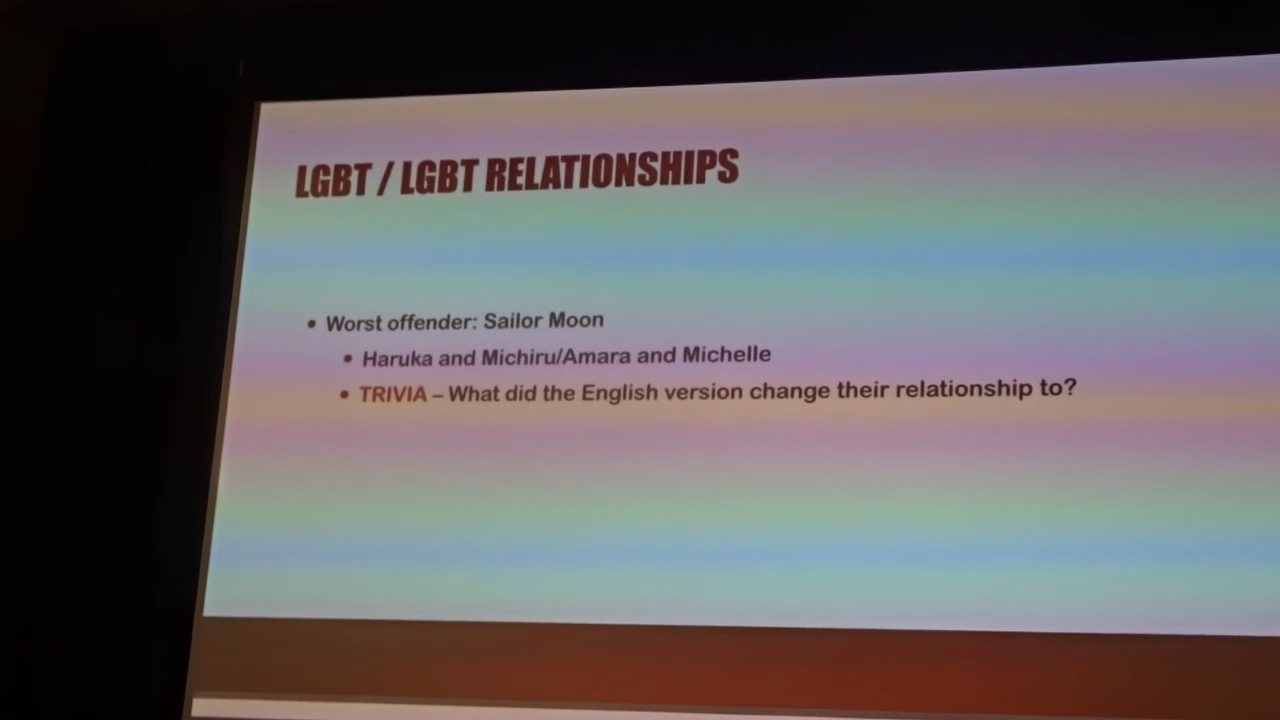 LGBT / LGBT RELATIONSHIPS
• Worst offender: Sailor Moon
• Haruka and Michiru/Amara and Michelle
• TRIVIA – What did the English version change their relationship to?